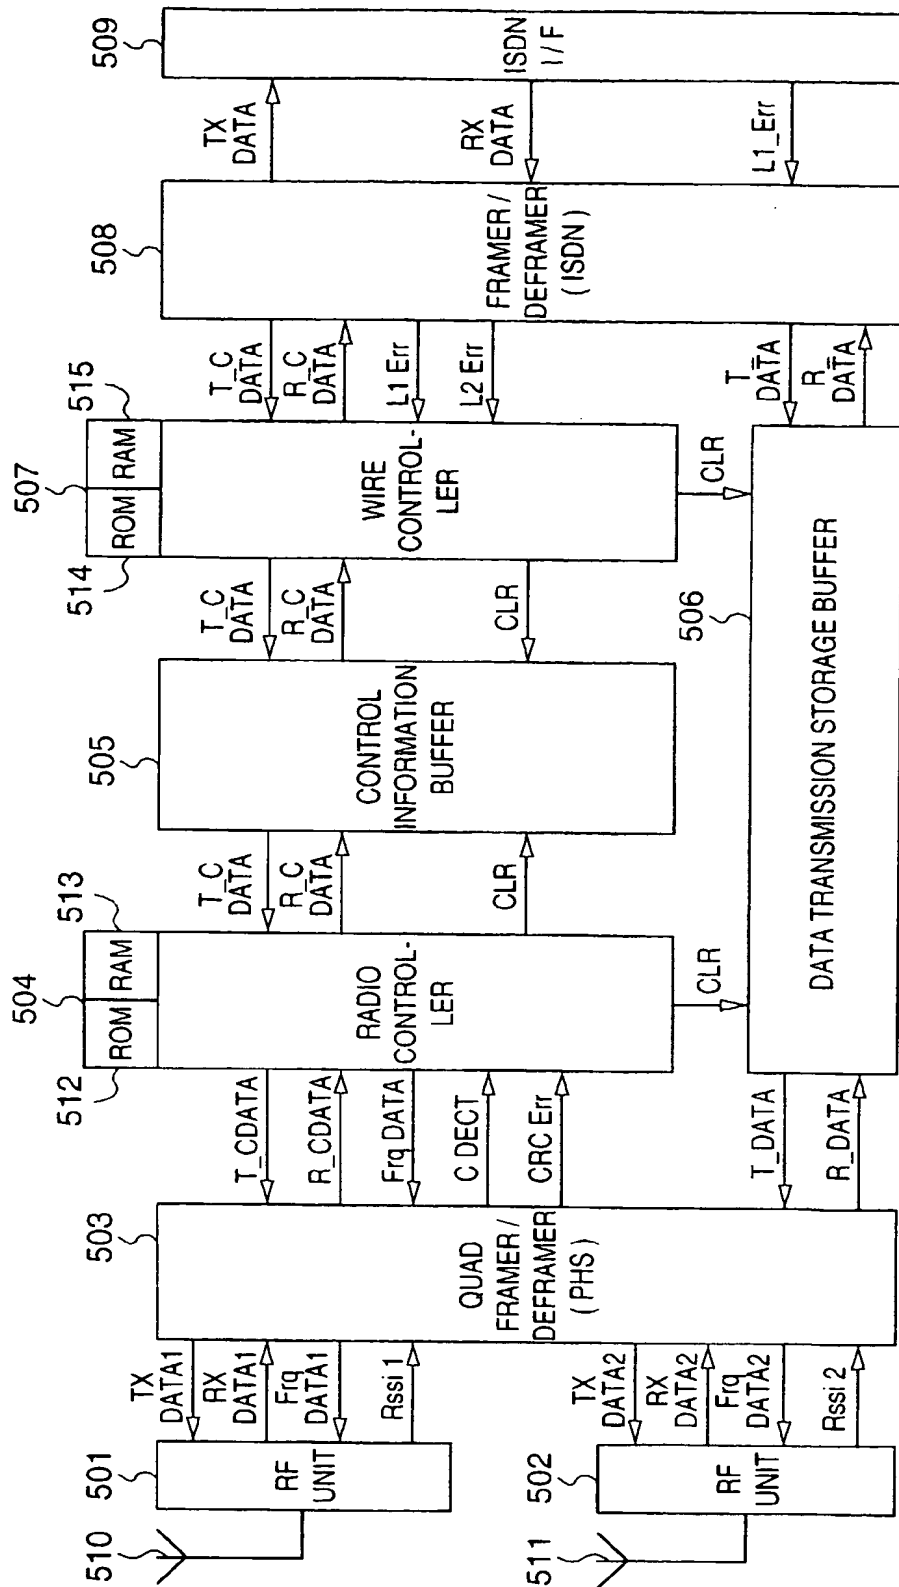 510
501
RF
UNIT
TX
DATA1
RX
DATA1
Frq
DATA1
Rssi 1
511
502
RF
UNIT
TX
DATA2
RX
DATA2
Frq
DATA2
Rssi 2
503
QUAD
FRAMER/
DEFRAMER
(PHS)
T_CDATA
R_CDATA
Frq DATA
C DECT
CRC Err
T_DATA
R_DATA
504
512
513
ROM
RAM
RADIO
CONTROL-
LER
CLR
T_C
DATA
R_C
DATA
CLR
505
CONTROL
INFORMATION
BUFFER
T_C
DATA
R_C
DATA
CLR
507
514
515
ROM
RAM
WIRE
CONTROL-
LER
CLR
506
DATA TRANSMISSION STORAGE BUFFER
T_C
DATA
R_C
DATA
L1 Err
L2 Err
T_
DATA
R_
DATA
508
FRAMER/
DEFRAMER
(ISDN)
TX
DATA
RX
DATA
L1_Err
509
ISDN
I/F